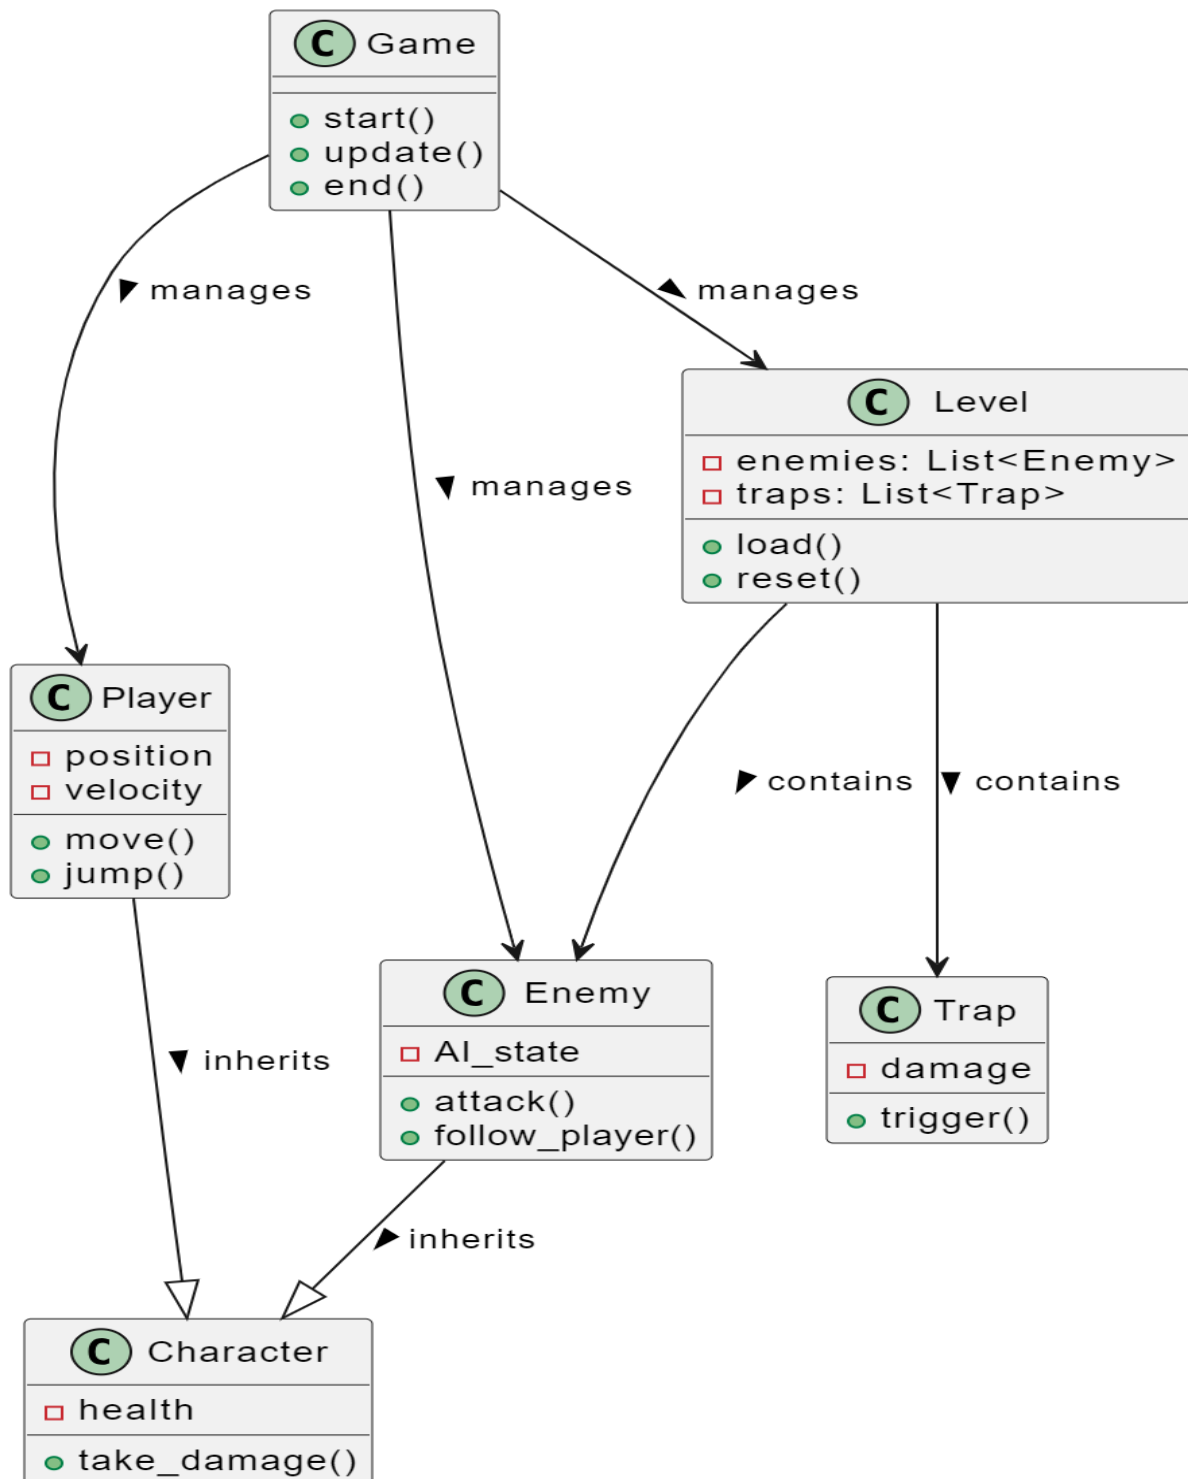 C Game
start()
update()
end()
manages
manages
C Level
enemies: List<Enemy>
traps: List<Trap>
load()
reset()
manages
C Player
position
velocity
move()
jump()
contains
contains
C Enemy
AI_state
attack()
follow_player()
C Trap
damage
trigger()
inherits
inherits
C Character
health
take_damage()